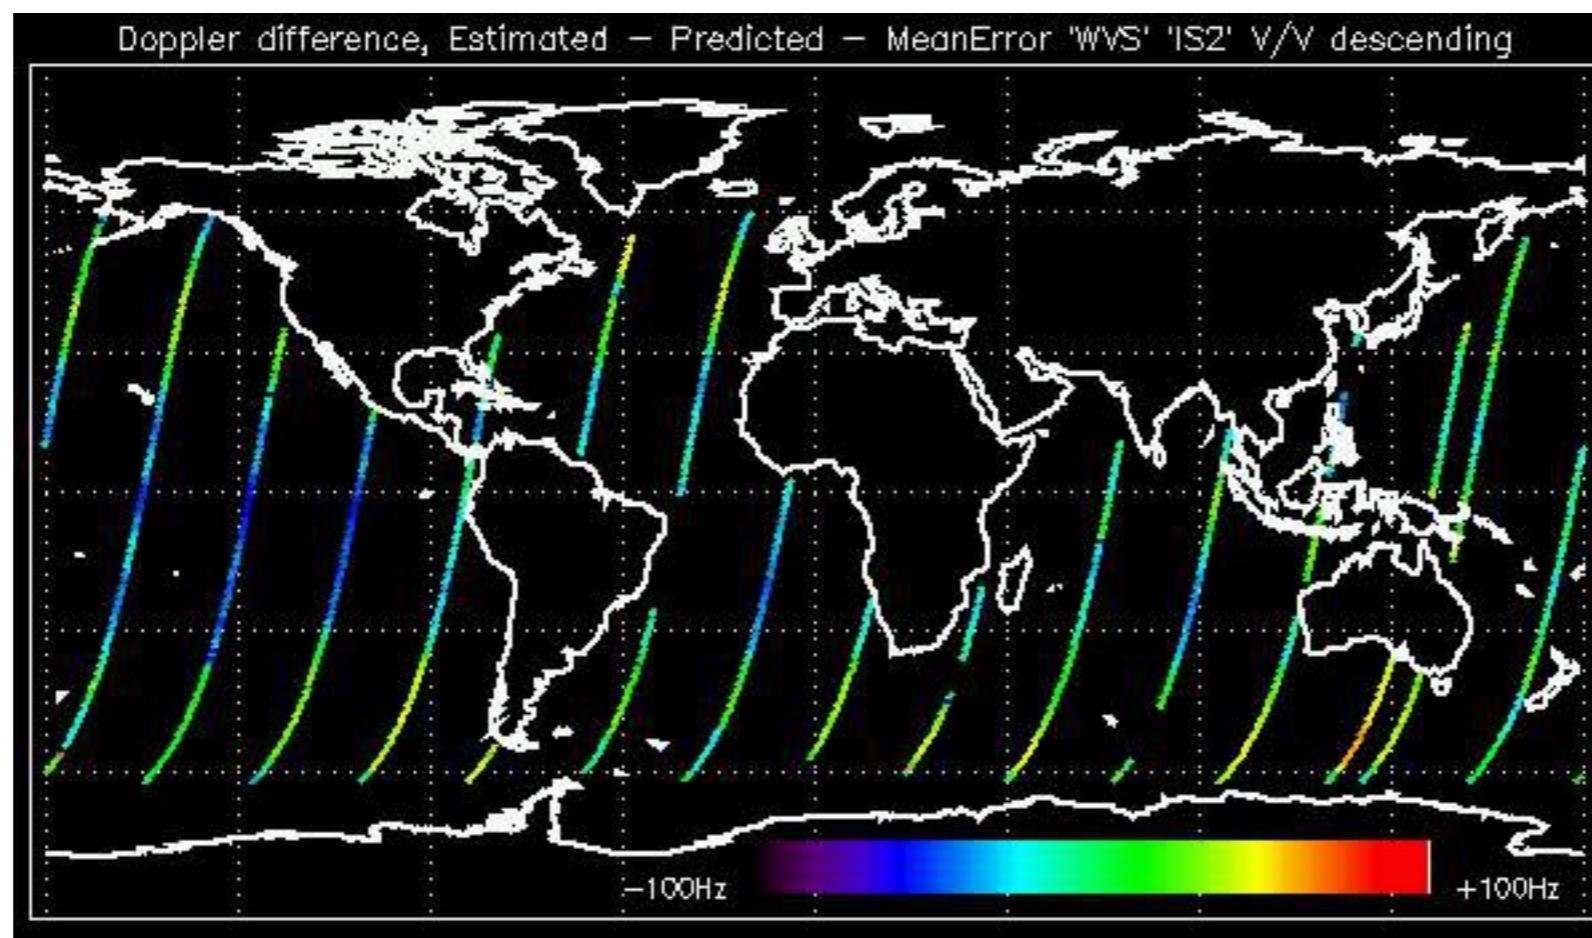 Doppler difference, Estimated – Predicted – MeanError 'WVS' 'IS2' V/V descending
–100Hz
+100Hz